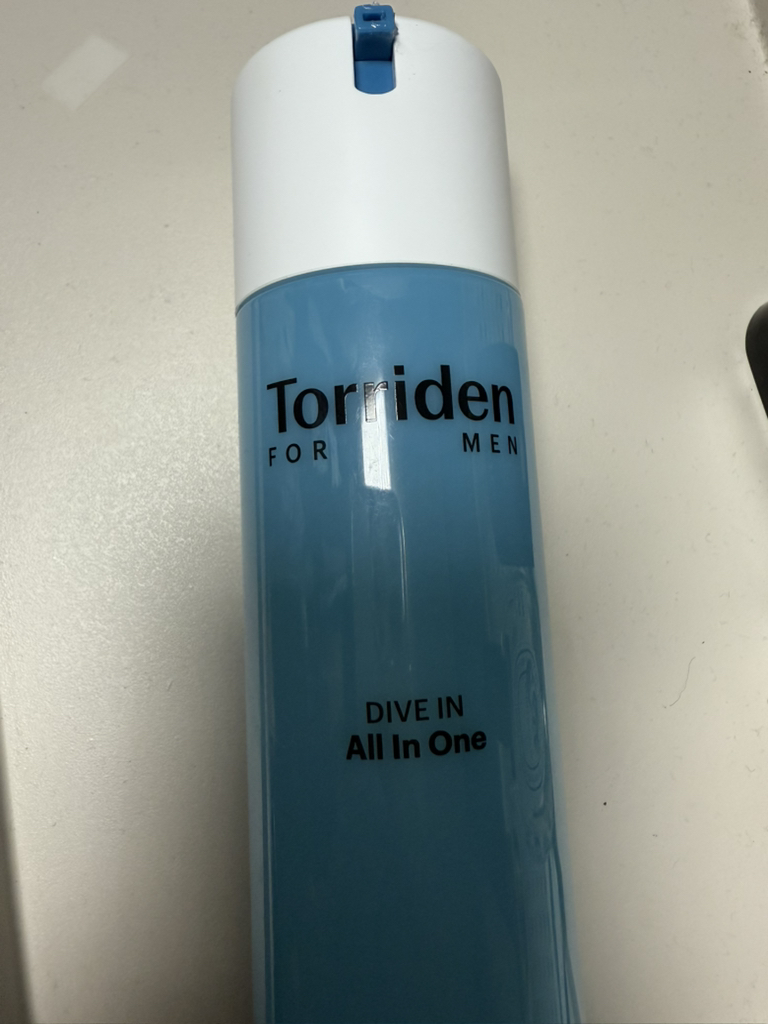 Torriden
FOR MEN
DIVE IN
All In One